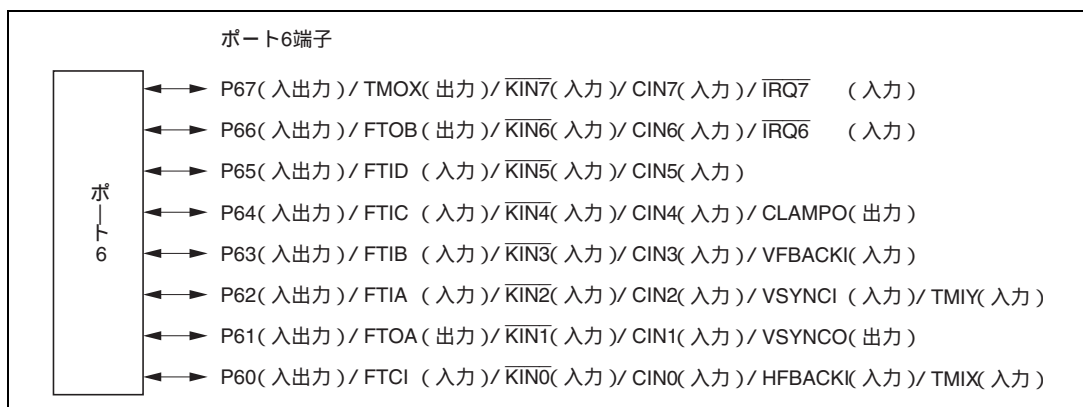 ポート6端子
P67(入出力)/TMOX(出力)/KIN7(入力)/CIN7(入力)/IRQ7 (入力)
P66(入出力)/FTOB(出力)/KIN6(入力)/CIN6(入力)/IRQ6 (入力)
P65(入出力)/FTID (入力)/KIN5(入力)/CIN5(入力)
P64(入出力)/FTIC (入力)/KIN4(入力)/CIN4(入力)/CLAMPO(出力)
P63(入出力)/FTIB (入力)/KIN3(入力)/CIN3(入力)/VFBACKI(入力)
P62(入出力)/FTIA (入力)/KIN2(入力)/CIN2(入力)/VSYNCI (入力)/TMIY(入力)
P61(入出力)/FTOA(出力)/KIN1(入力)/CIN1(入力)/VSYNCO(出力)
P60(入出力)/FTCI (入力)/KIN0(入力)/CIN0(入力)/HFBACKI(入力)/TMIX(入力)
ポート6